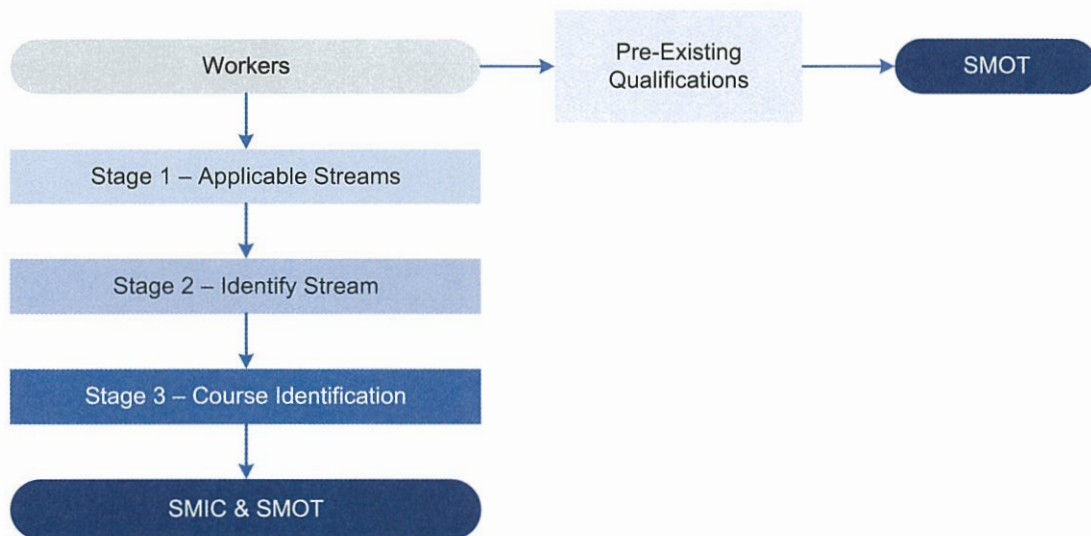 Workers
Pre-Existing
Qualifications
SMOT
Stage 1 – Applicable Streams
Stage 2 – Identify Stream
Stage 3 – Course Identification
SMIC & SMOT